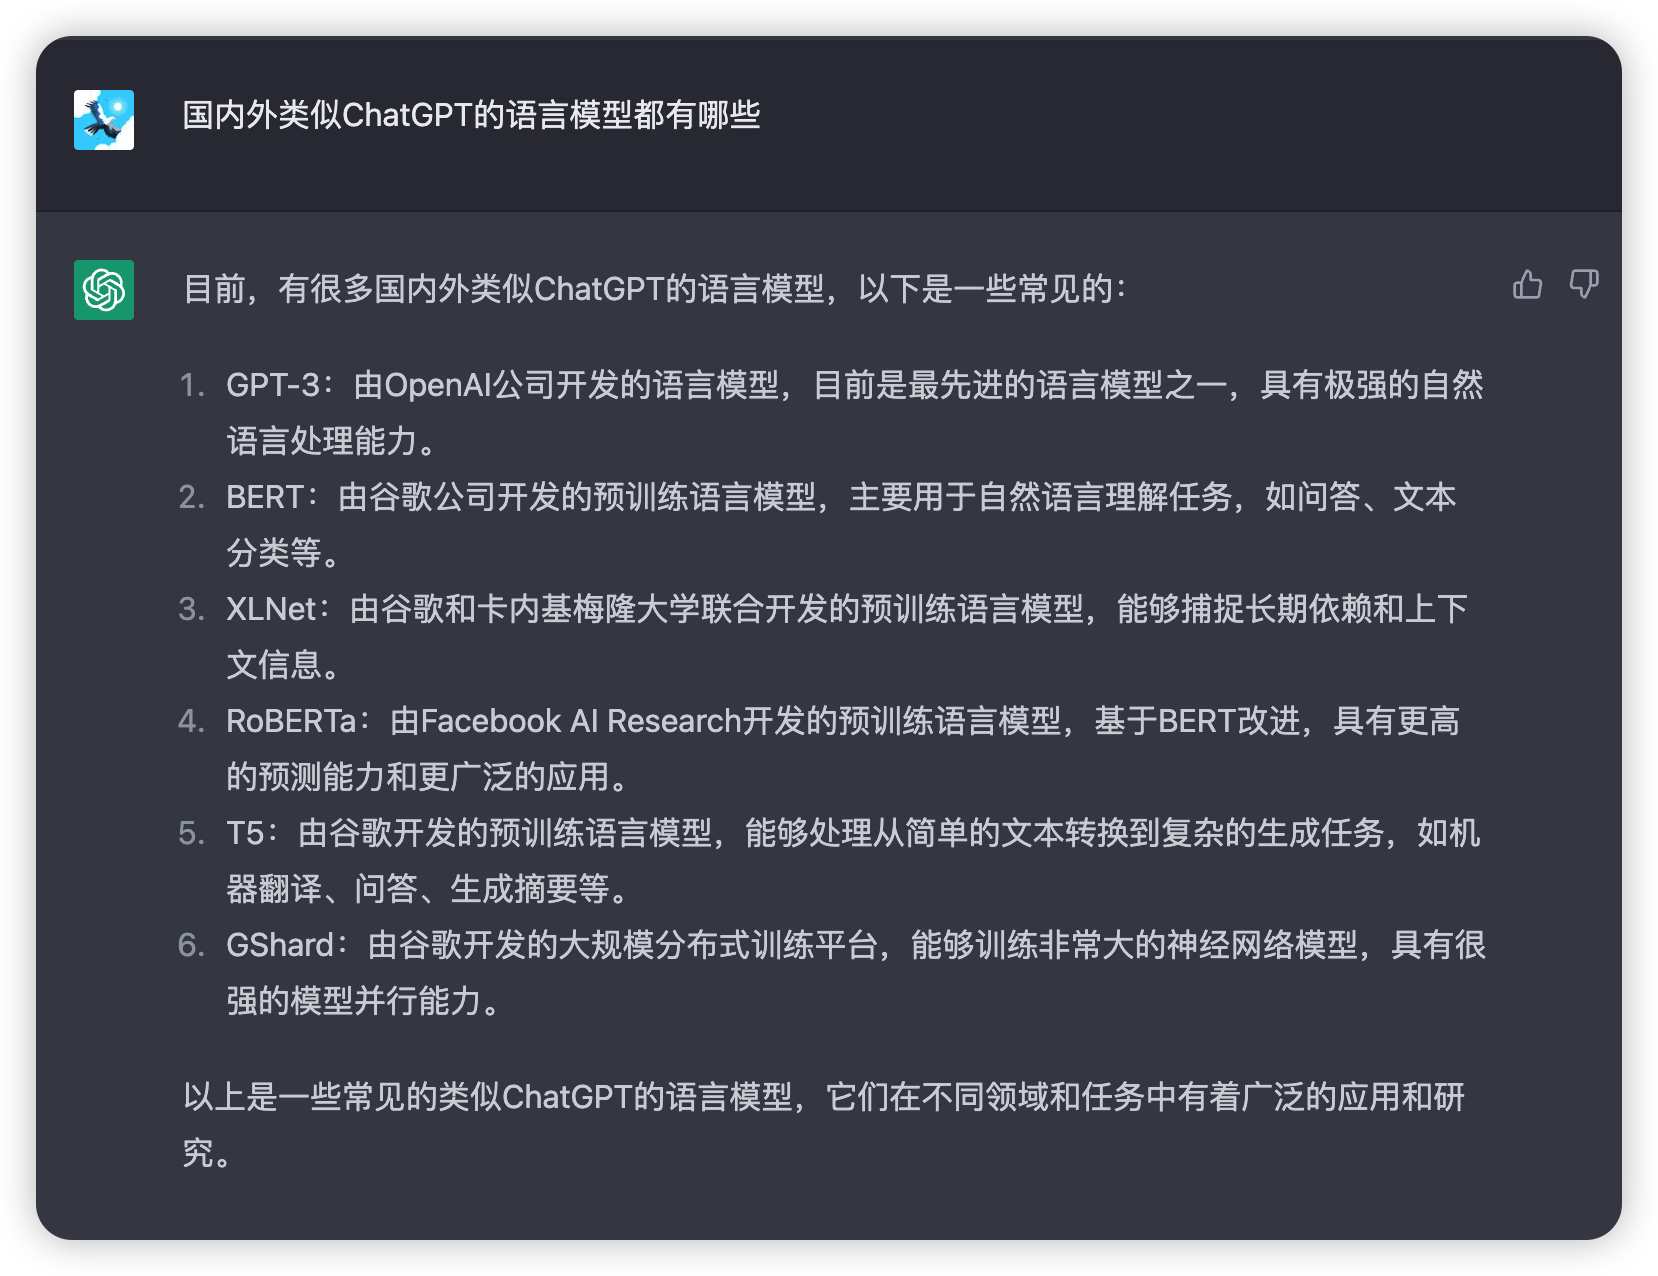 国内外类似ChatGPT的语言模型都有哪些
目前，有很多国内外类似ChatGPT的语言模型，以下是一些常见的：
1. GPT-3：由OpenAI公司开发的语言模型，目前是最先进的语言模型之一，具有极强的自然
语言处理能力。
2. BERT：由谷歌公司开发的预训练语言模型，主要用于自然语言理解任务，如问答、文本
分类等。
3. XLNet：由谷歌和卡内基梅隆大学联合开发的预训练语言模型，能够捕捉长期依赖和上下
文信息。
4. RoBERTa：由Facebook AI Research开发的预训练语言模型，基于BERT改进，具有更高
的预测能力和更广泛的应用。
5. T5：由谷歌开发的预训练语言模型，能够处理从简单的文本转换到复杂的生成任务，如机
器翻译、问答、生成摘要等。
6. GShard：由谷歌开发的大规模分布式训练平台，能够训练非常大的神经网络模型，具有很
强的模型并行能力。
以上是一些常见的类似ChatGPT的语言模型，它们在不同领域和任务中有着广泛的应用和研
究。